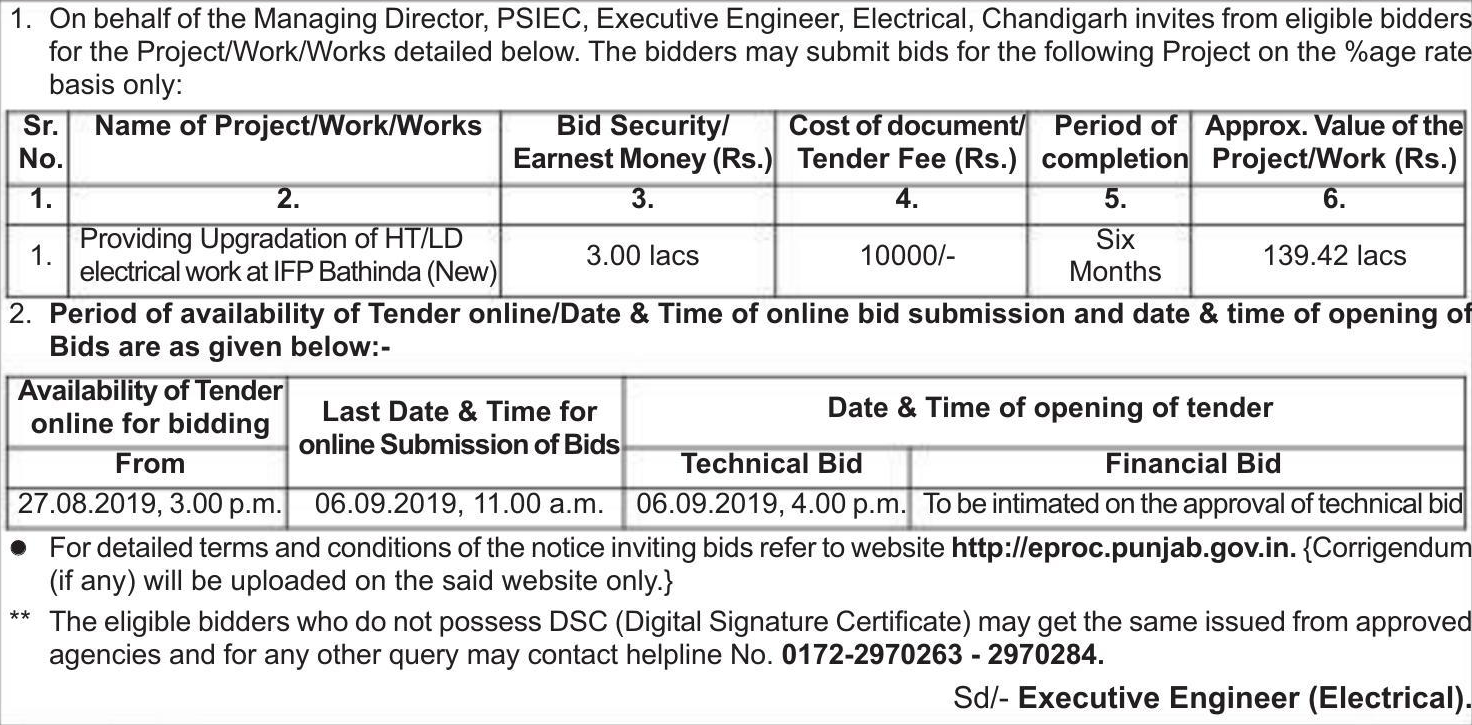 1. On behalf of the Managing Director, PSIEC, Executive Engineer, Electrical, Chandigarh invites from eligible bidders
for the Project/Work/Works detailed below. The bidders may submit bids for the following Project on the %age rate
basis only:
Sr. No. Name of Project/Work/Works Bid Security/ Earnest Money (Rs.) Cost of document/ Tender Fee (Rs.) Period of completion Approx. Value of the Project/Work (Rs.)
1. 2. 3. 4. 5. 6.
1. Providing Upgradation of HT/LD electrical work at IFP Bathinda (New) 3.00 lacs 10000/- Six Months 139.42 lacs
2. Period of availability of Tender online/Date & Time of online bid submission and date & time of opening of
Bids are as given below:-
Availability of Tender online for bidding Last Date & Time for online Submission of Bids Date & Time of opening of tender
From Technical Bid Financial Bid
27.08.2019, 3.00 p.m. 06.09.2019, 11.00 a.m. 06.09.2019, 4.00 p.m. To be intimated on the approval of technical bid
● For detailed terms and conditions of the notice inviting bids refer to website http://eproc.punjab.gov.in. {Corrigendum
(if any) will be uploaded on the said website only.}
** The eligible bidders who do not possess DSC (Digital Signature Certificate) may get the same issued from approved
agencies and for any other query may contact helpline No. 0172-2970263 - 2970284.
Sd/- Executive Engineer (Electrical).